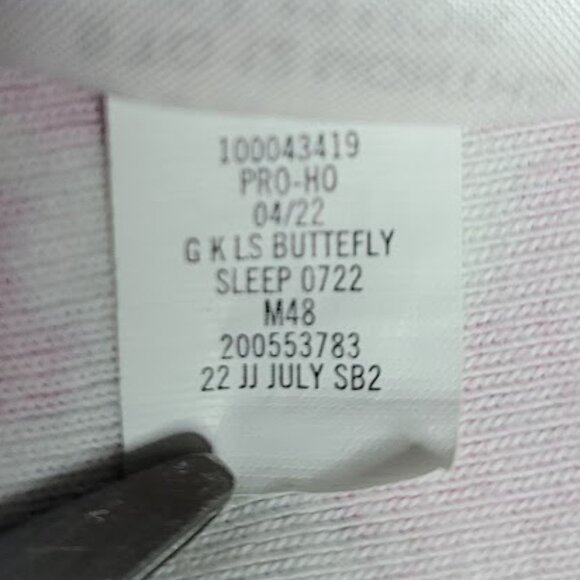 100043419
PRO-HO
04/22
G K LS BUTTEFLY
SLEEP 0722
M48
200553783
22 JJ JULY SB2